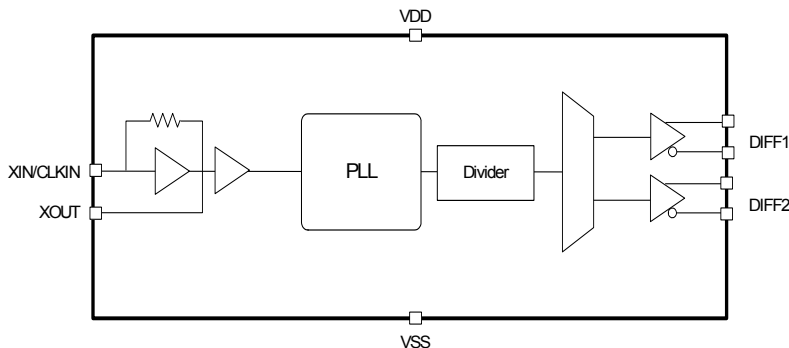 VDD
XIN/CLKIN
XOUT
PLL
Divider
DIFF1
DIFF2
VSS